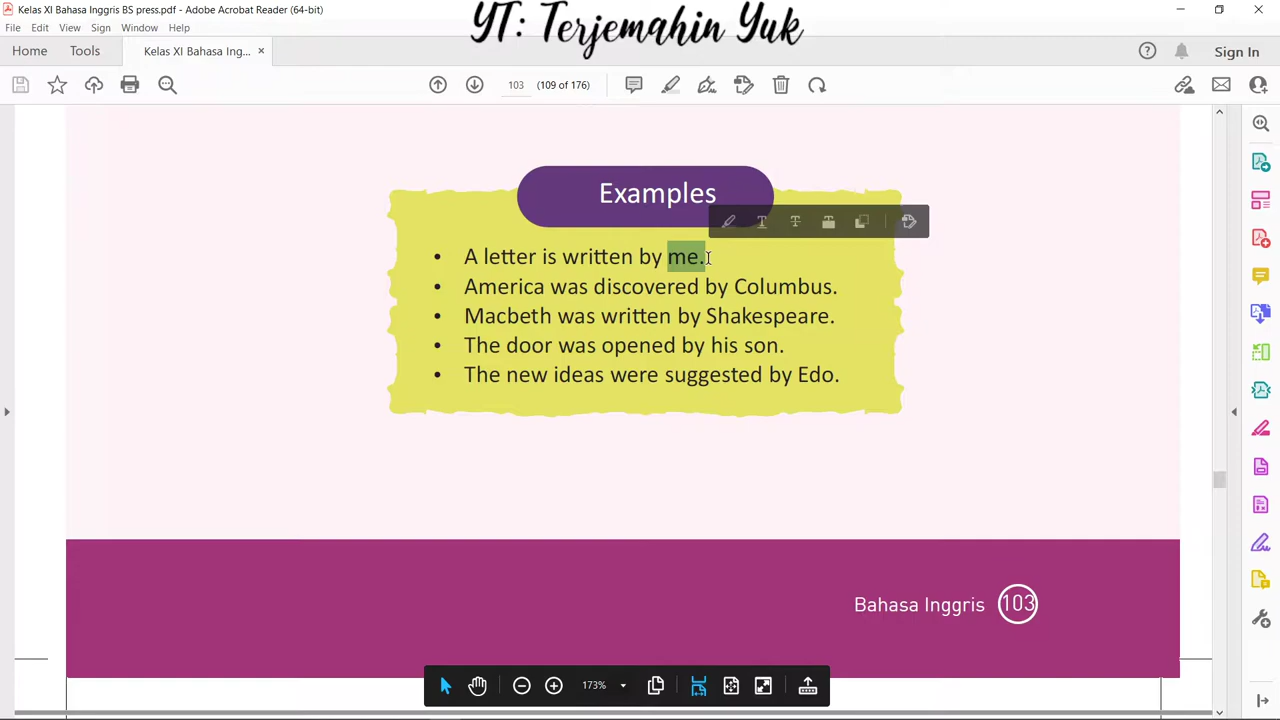 Kelas XI Bahasa Inggris BS press.pdf - Adobe Acrobat Reader (64-bit)
YT: Terjemahin Yuk
File Edit View Sign Window Help
Home Tools Kelas XI Bahasa Ing... × Sign In
103 (109 of 176)
Examples
• A letter is written by me.
• America was discovered by Columbus.
• Macbeth was written by Shakespeare.
• The door was opened by his son.
• The new ideas were suggested by Edo.
Bahasa Inggris 103
173%